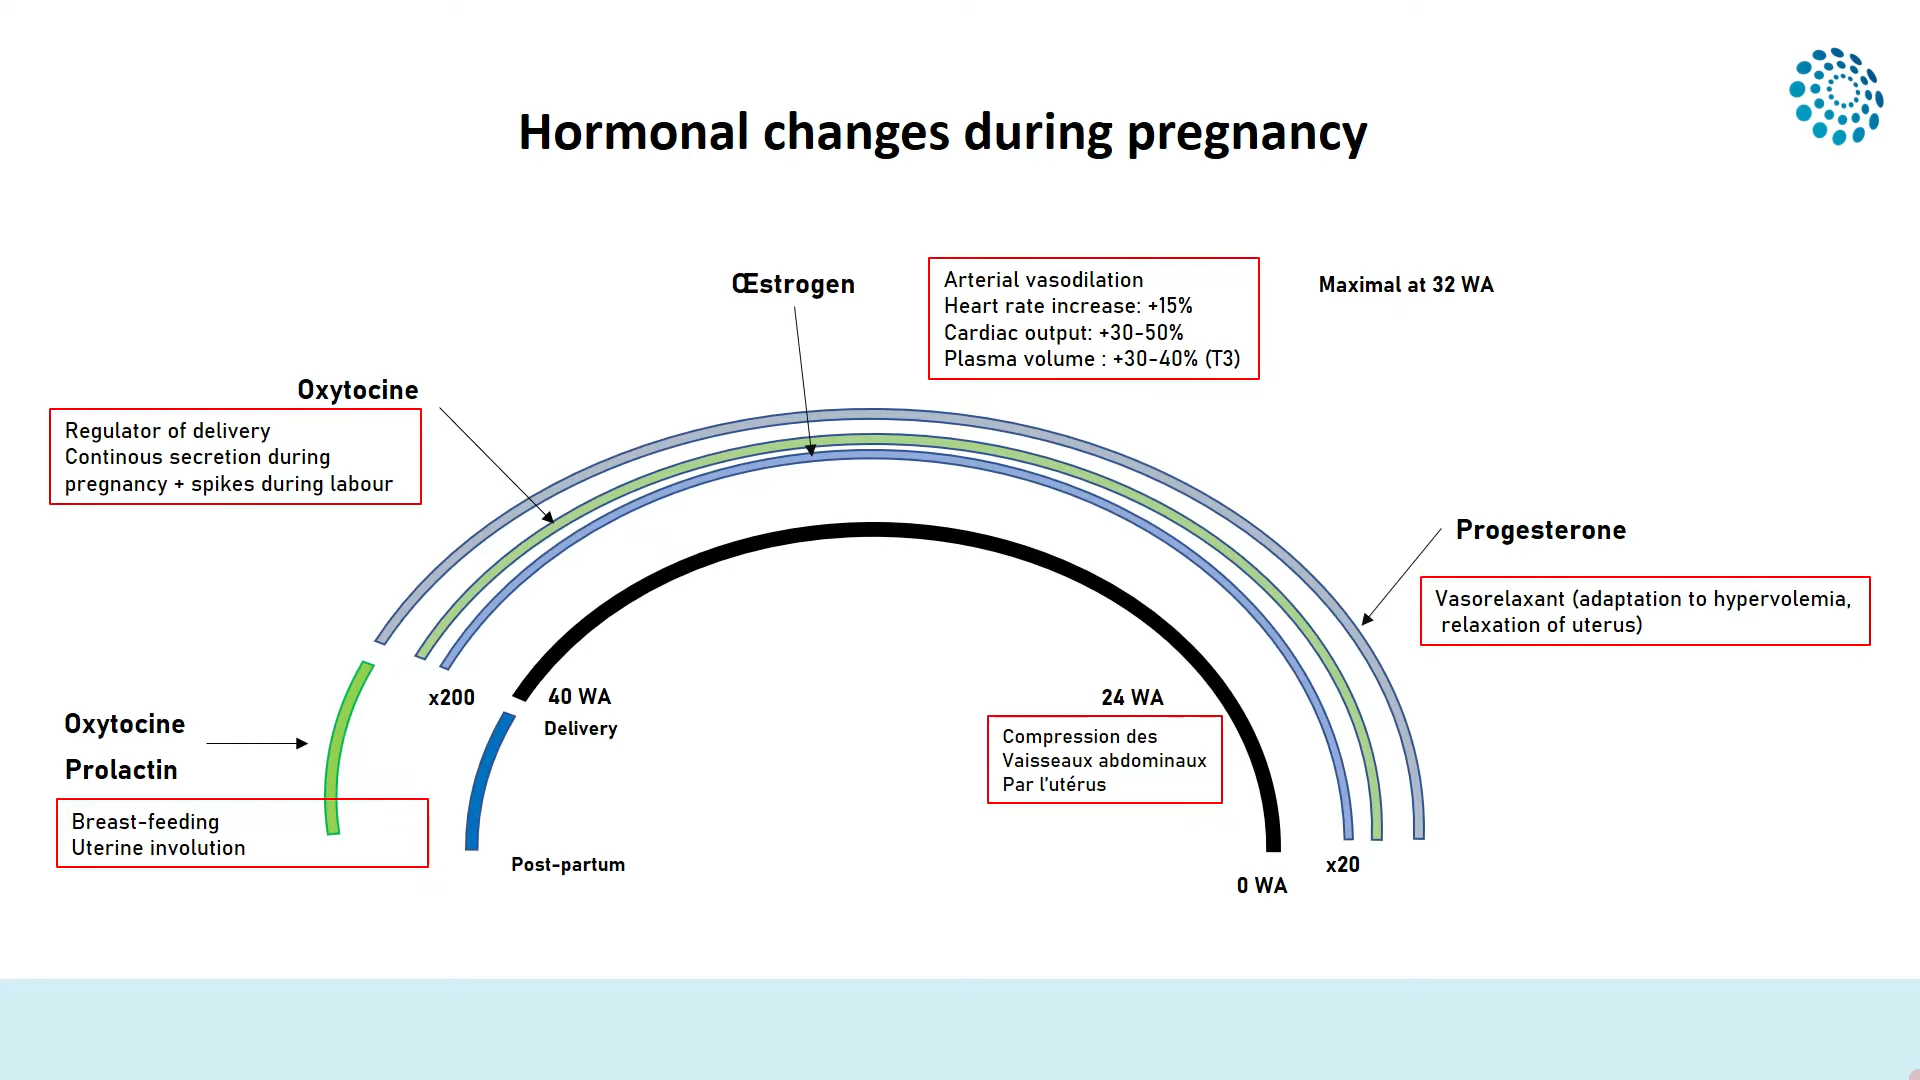 Hormonal changes during pregnancy
Œstrogen
Arterial vasodilation
Heart rate increase: +15%
Cardiac output: +30-50%
Plasma volume : +30-40% (T3)
Maximal at 32 WA
Oxytocine
Regulator of delivery
Continous secretion during
pregnancy + spikes during labour
Progesterone
Vasorelaxant (adaptation to hypervolemia,
relaxation of uterus)
x200
40 WA
Delivery
24 WA
Compression des
Vaisseaux abdominaux
Par l'utérus
Oxytocine
Prolactin
Breast-feeding
Uterine involution
Post-partum
x20
0 WA